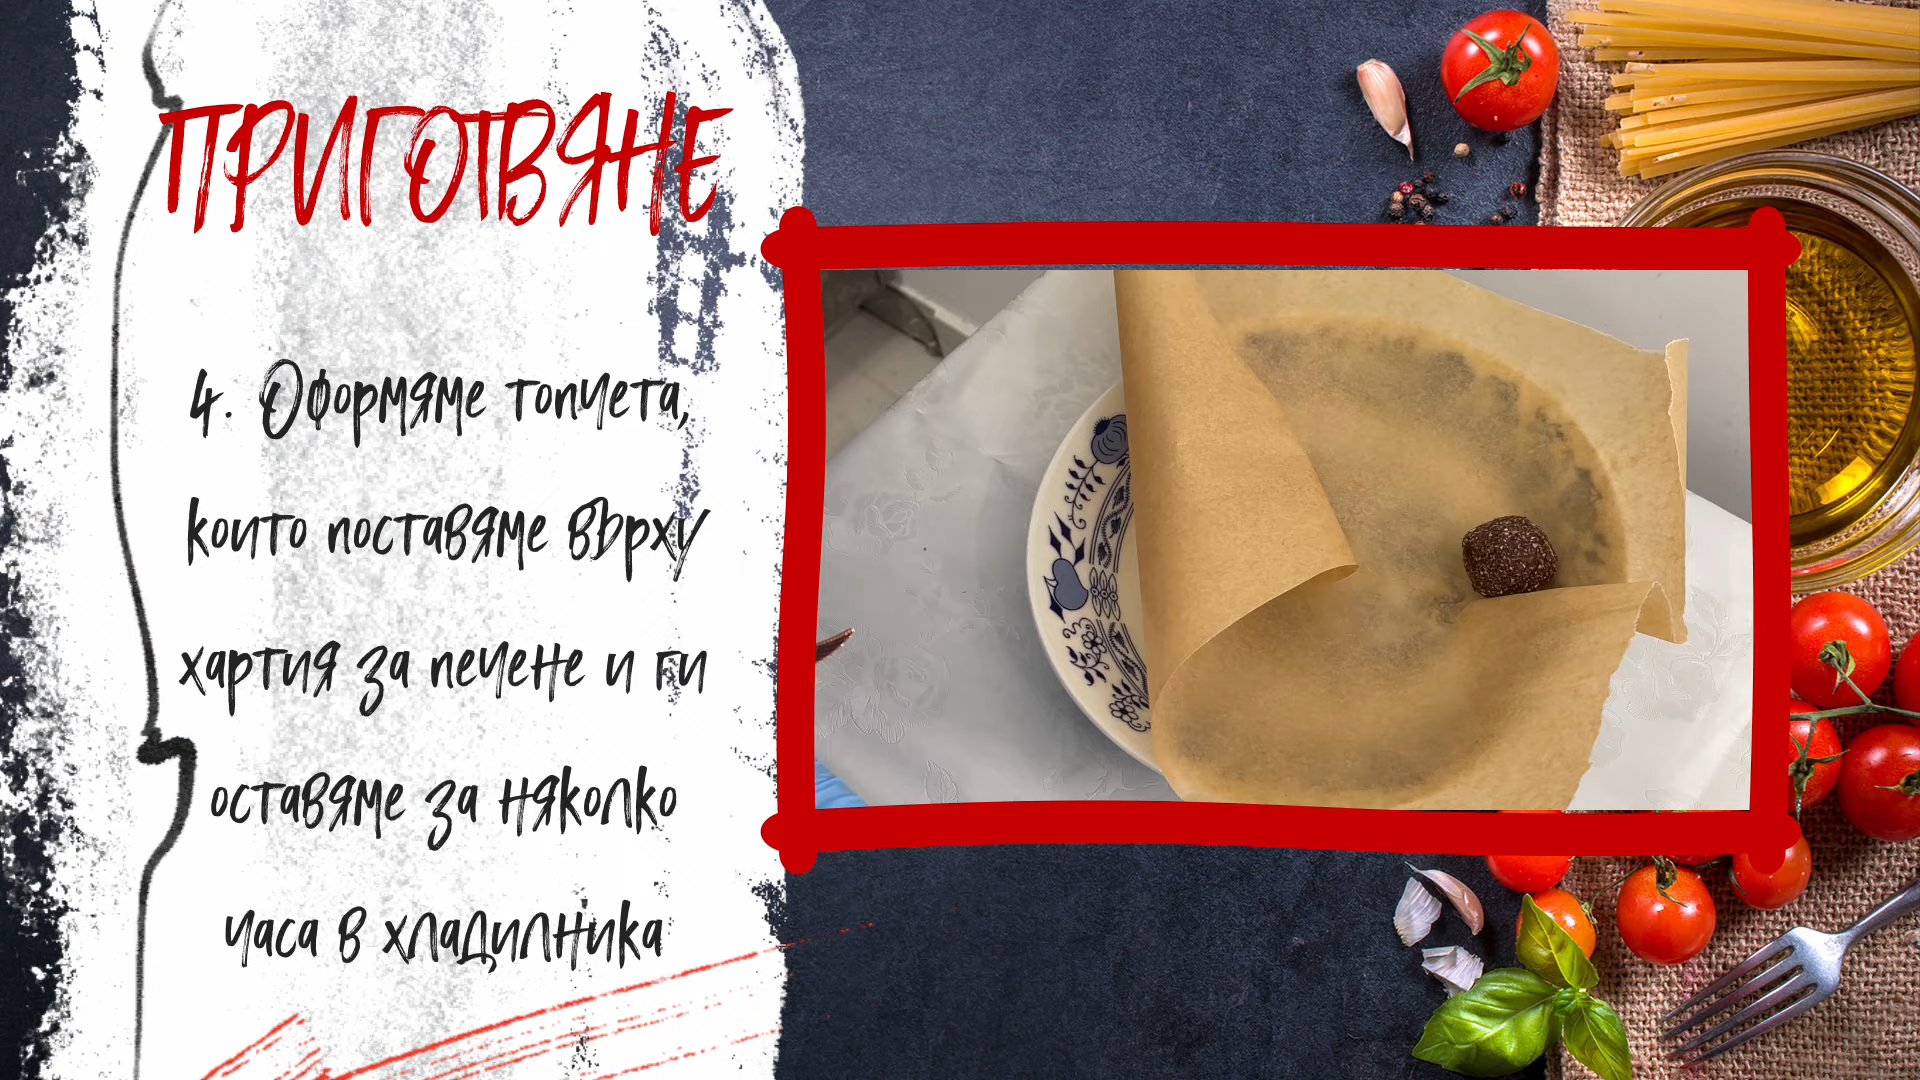 ПРИГОТВЯНЕ
4. Оформяме топчета,
които поставяме върху
хартия за печене и ги
оставяме за няколко
часа в хладилника